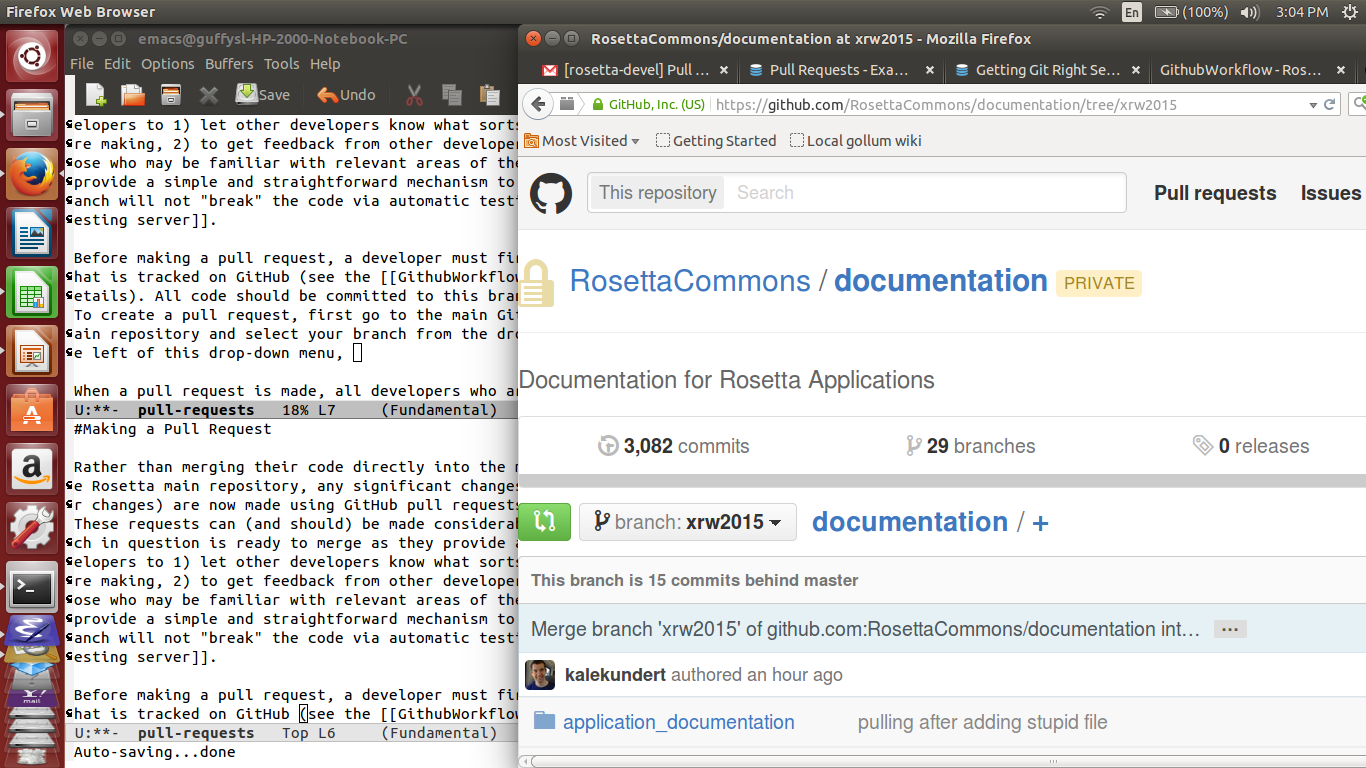 Firefox Web Browser
En
(100%)
3:04 PM
emacs@guffysl-HP-2000-Notebook-PC
File Edit Options Buffers Tools Help
Save Undo
elopers to 1) let other developers know what sorts
re making, 2) to get feedback from other developer
ose who may be familiar with relevant areas of the
provide a simple and straightforward mechanism to
anch will not "break" the code via automatic test
esting server]].
Before making a pull request, a developer must fi
hat is tracked on GitHub (see the [[GithubWorkflow
etails). All code should be committed to this bran
To create a pull request, first go to the main Gi
ain repository and select your branch from the dr
e left of this drop-down menu,
When a pull request is made, all developers who a
U:**- pull-requests 18% L7 (Fundamental)
#Making a Pull Request
Rather than merging their code directly into the m
e Rosetta main repository, any significant change
r changes) are now made using GitHub pull request
These requests can (and should) be made considera
ch in question is ready to merge as they provide a
elopers to 1) let other developers know what sorts
re making, 2) to get feedback from other developer
ose who may be familiar with relevant areas of the
provide a simple and straightforward mechanism to
anch will not "break" the code via automatic test
esting server]].
Before making a pull request, a developer must fi
hat is tracked on GitHub (see the [[GithubWorkflow
U:**- pull-requests Top L6 (Fundamental)
Auto-saving...done
RosettaCommons/documentation at xrw2015 - Mozilla Firefox
[rosetta-devel] Pull ...
Pull Requests - Exa...
Getting Git Right Se...
GithubWorkflow - Ros...
GitHub, Inc. (US)
https://github.com/RosettaCommons/documentation/tree/xrw2015
Most Visited
Getting Started
Local gollum wiki
This repository
Search
Pull requests
Issues
RosettaCommons / documentation PRIVATE
Documentation for Rosetta Applications
3,082 commits
29 branches
0 releases
branch: xrw2015
documentation / +
This branch is 15 commits behind master
Merge branch 'xrw2015' of github.com:RosettaCommons/documentation int...
kalekundert authored an hour ago
application_documentation
pulling after adding stupid file
a
mail